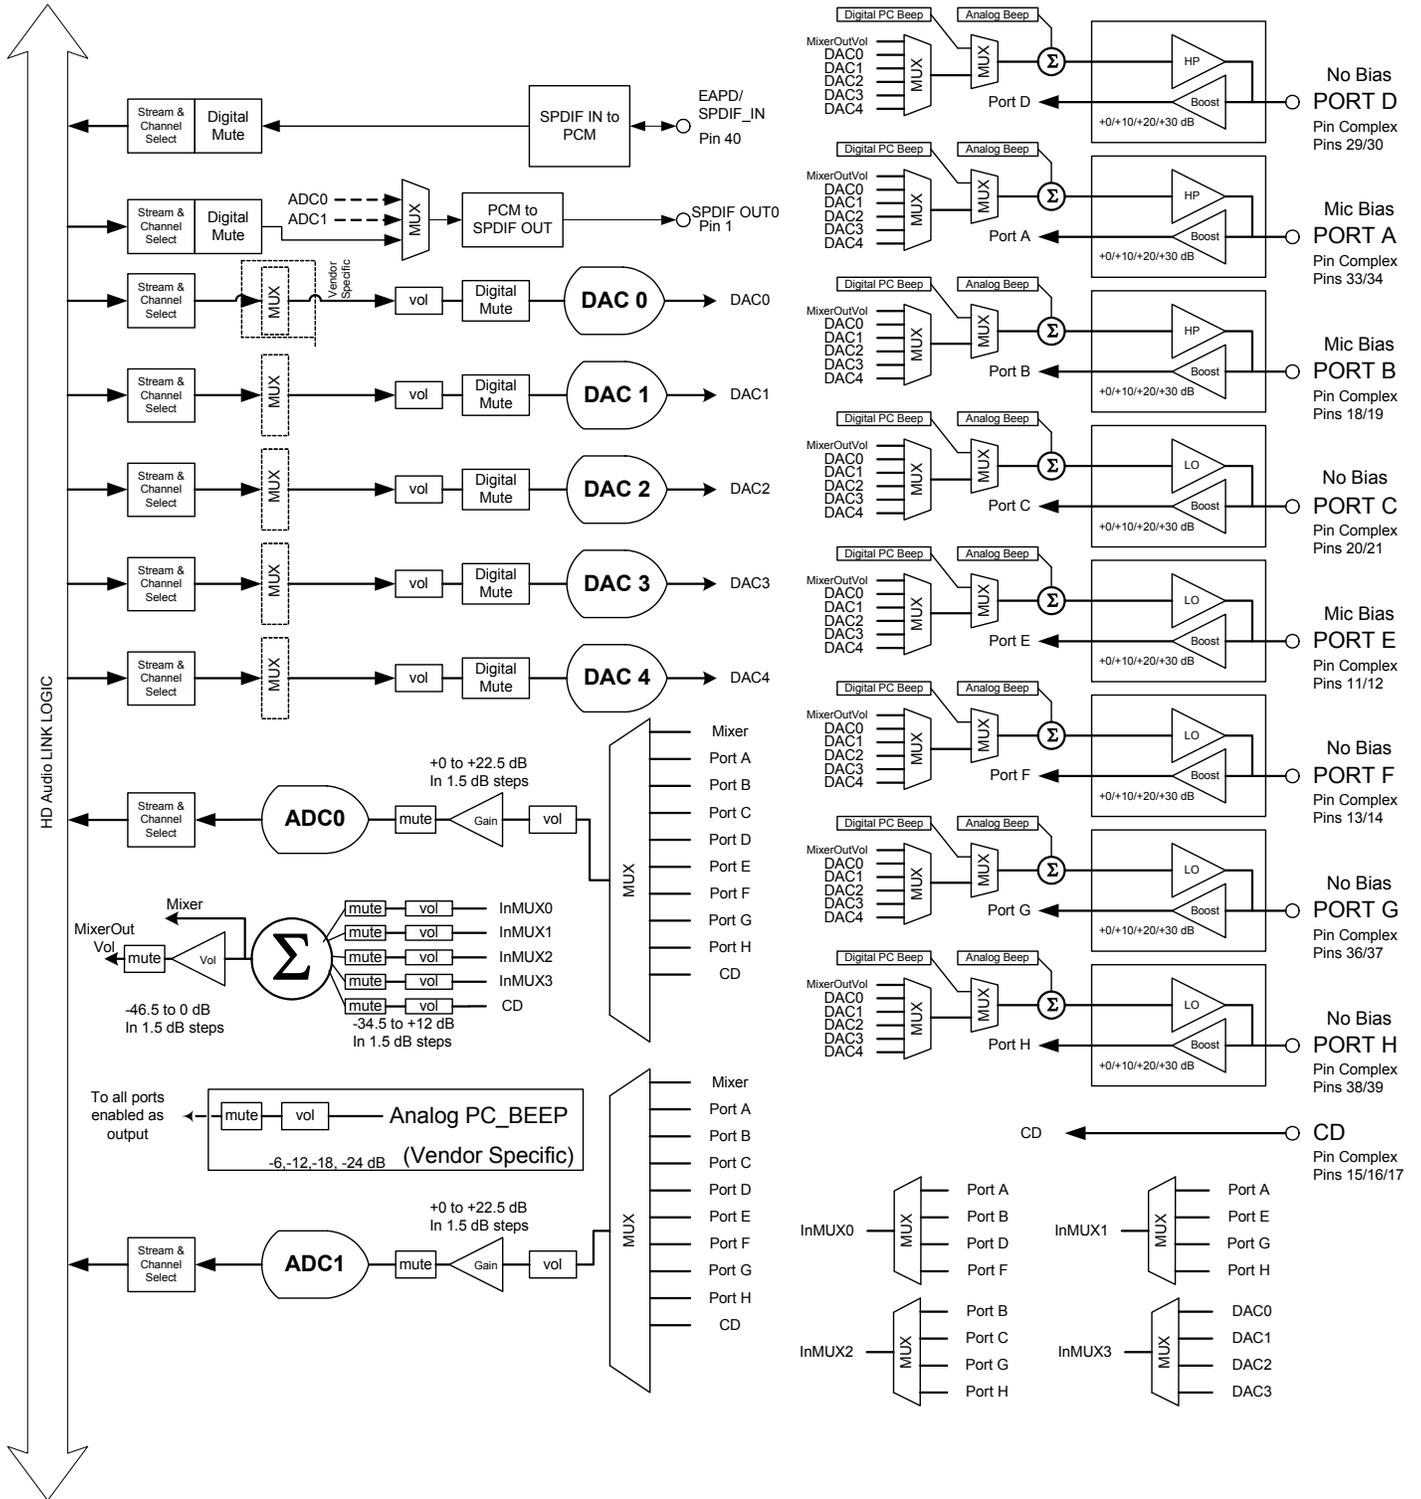 HD Audio LINK LOGIC
Stream &
Channel
Select
Digital
Mute
SPDIF IN to
PCM
EAPD/
SPDIF_IN
Pin 40
Stream &
Channel
Select
Digital
Mute
ADC0
ADC1
MUX
PCM to
SPDIF OUT
SPDIF OUT0
Pin 1
Stream &
Channel
Select
MUX
Vendor
Specific
vol
Digital
Mute
DAC 0
DAC0
Stream &
Channel
Select
MUX
vol
Digital
Mute
DAC 1
DAC1
Stream &
Channel
Select
MUX
vol
Digital
Mute
DAC 2
DAC2
Stream &
Channel
Select
MUX
vol
Digital
Mute
DAC 3
DAC3
Stream &
Channel
Select
MUX
vol
Digital
Mute
DAC 4
DAC4
Stream &
Channel
Select
ADC0
mute
Gain
+0 to +22.5 dB
In 1.5 dB steps
vol
MUX
Mixer
Port A
Port B
Port C
Port D
Port E
Port F
Port G
Port H
CD
Mixer
MixerOut
Vol
mute
Vol
-46.5 to 0 dB
In 1.5 dB steps
Σ
mute
vol
InMUX0
mute
vol
InMUX1
mute
vol
InMUX2
mute
vol
InMUX3
mute
vol
CD
-34.5 to +12 dB
In 1.5 dB steps
To all ports
enabled as
output
mute
vol
Analog PC_BEEP
-6,-12,-18, -24 dB
(Vendor Specific)
Stream &
Channel
Select
ADC1
mute
Gain
+0 to +22.5 dB
In 1.5 dB steps
vol
MUX
Mixer
Port A
Port B
Port C
Port D
Port E
Port F
Port G
Port H
CD
Digital PC Beep
Analog Beep
MixerOutVol
DAC0
DAC1
DAC2
DAC3
DAC4
MUX
MUX
Σ
HP
Port D
Boost
+0/+10/+20/+30 dB
No Bias
PORT D
Pin Complex
Pins 29/30
Digital PC Beep
Analog Beep
MixerOutVol
DAC0
DAC1
DAC2
DAC3
DAC4
MUX
MUX
Σ
HP
Port A
Boost
+0/+10/+20/+30 dB
Mic Bias
PORT A
Pin Complex
Pins 33/34
Digital PC Beep
Analog Beep
MixerOutVol
DAC0
DAC1
DAC2
DAC3
DAC4
MUX
MUX
Σ
HP
Port B
Boost
+0/+10/+20/+30 dB
Mic Bias
PORT B
Pin Complex
Pins 18/19
Digital PC Beep
Analog Beep
MixerOutVol
DAC0
DAC1
DAC2
DAC3
DAC4
MUX
MUX
Σ
LO
Port C
Boost
+0/+10/+20/+30 dB
No Bias
PORT C
Pin Complex
Pins 20/21
Digital PC Beep
Analog Beep
MixerOutVol
DAC0
DAC1
DAC2
DAC3
DAC4
MUX
MUX
Σ
LO
Port E
Boost
+0/+10/+20/+30 dB
Mic Bias
PORT E
Pin Complex
Pins 11/12
Digital PC Beep
Analog Beep
MixerOutVol
DAC0
DAC1
DAC2
DAC3
DAC4
MUX
MUX
Σ
LO
Port F
Boost
+0/+10/+20/+30 dB
No Bias
PORT F
Pin Complex
Pins 13/14
Digital PC Beep
Analog Beep
MixerOutVol
DAC0
DAC1
DAC2
DAC3
DAC4
MUX
MUX
Σ
LO
Port G
Boost
+0/+10/+20/+30 dB
No Bias
PORT G
Pin Complex
Pins 36/37
Digital PC Beep
Analog Beep
MixerOutVol
DAC0
DAC1
DAC2
DAC3
DAC4
MUX
MUX
Σ
LO
Port H
Boost
+0/+10/+20/+30 dB
No Bias
PORT H
Pin Complex
Pins 38/39
CD
CD
Pin Complex
Pins 15/16/17
InMUX0
MUX
Port A
Port B
Port D
Port F
InMUX1
MUX
Port A
Port E
Port G
Port H
InMUX2
MUX
Port B
Port C
Port G
Port H
InMUX3
MUX
DAC0
DAC1
DAC2
DAC3